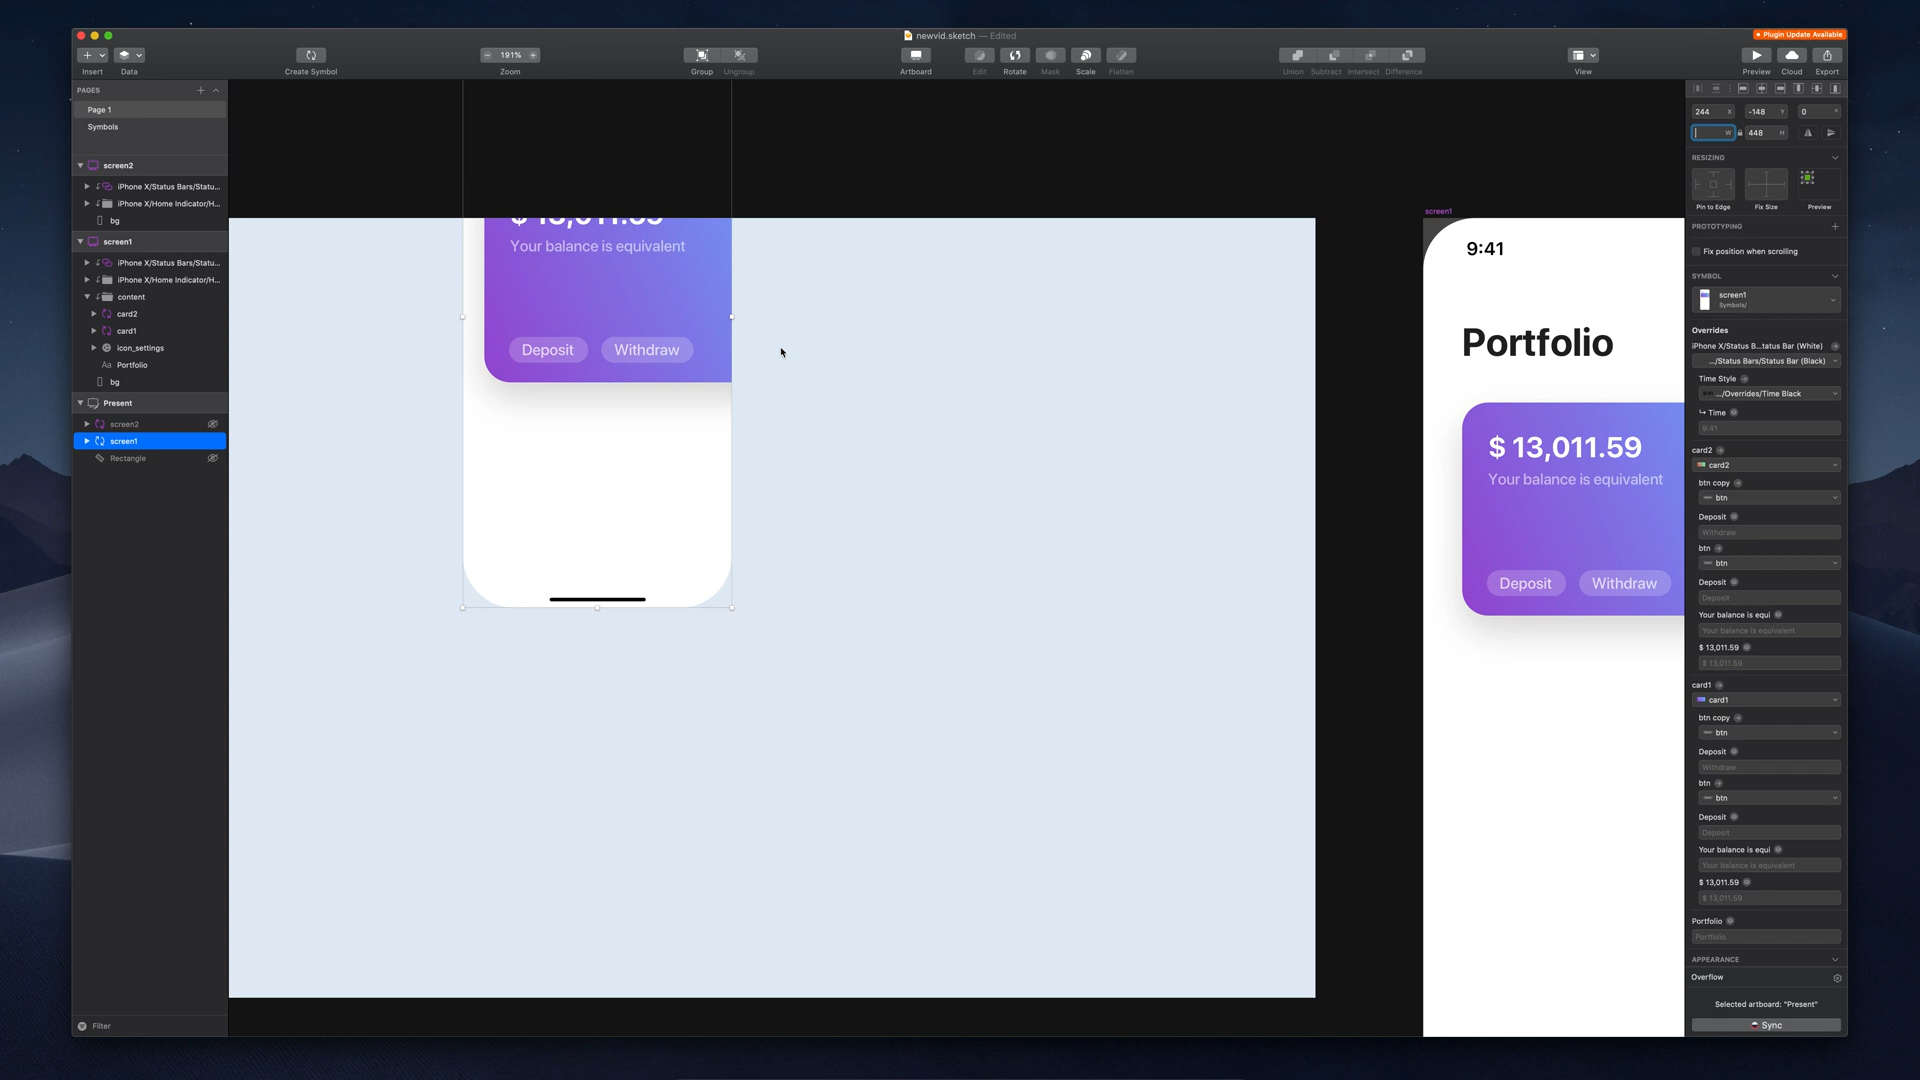 newvid.sketch — Edited
Plugin Update Available
191%
Insert
Data
Create Symbol
Zoom
Group
Ungroup
Artboard
Edit
Rotate
Mask
Scale
Flatten
Union
Subtract
Intersect
Difference
View
Preview
Cloud
Export
PAGES
Page 1
Symbols
screen2
iPhone X/Status Bars/Statu...
iPhone X/Home Indicator/H...
bg
screen1
iPhone X/Status Bars/Statu...
iPhone X/Home Indicator/H...
content
card2
card1
icon_settings
Aa Portfolio
bg
Present
screen2
screen1
Rectangle
Filter
$ 13,011.59
Your balance is equivalent
Deposit
Withdraw
screen1
9:41
Portfolio
$ 13,011.59
Your balance is equivalent
Deposit
Withdraw
244 X
-148 Y
0 °
W
448 H
RESIZING
Pin to Edge
Fix Size
Preview
PROTOTYPING
Fix position when scrolling
SYMBOL
screen1
Symbols/
Overrides
iPhone X/Status B...tatus Bar (White)
.../Status Bars/Status Bar (Black)
Time Style
.../Overrides/Time Black
Time
9:41
card2
card2
btn copy
btn
Deposit
Withdraw
btn
btn
Deposit
Deposit
Your balance is equi
Your balance is equivalent
$ 13,011.59
$ 13,011.59
card1
card1
btn copy
btn
Deposit
Withdraw
btn
btn
Deposit
Deposit
Your balance is equi
Your balance is equivalent
$ 13,011.59
$ 13,011.59
Portfolio
Portfolio
APPEARANCE
Overflow
Selected artboard: "Present"
Sync